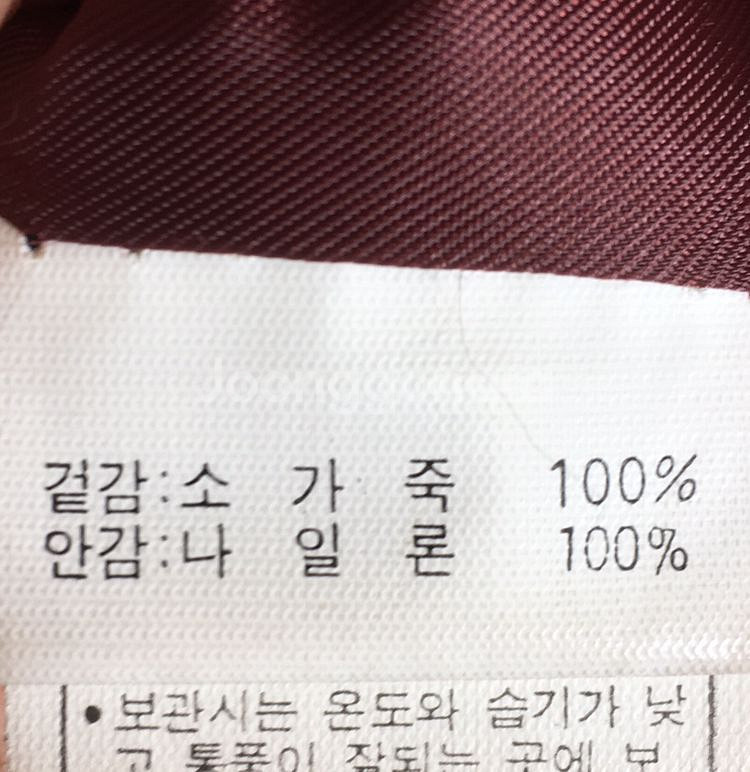 겉감:소 가 죽 100%
안감:나 일 론 100%
• 보관시는 온도와 습기가 낮
고 통풍이 잘되는 곳에 보